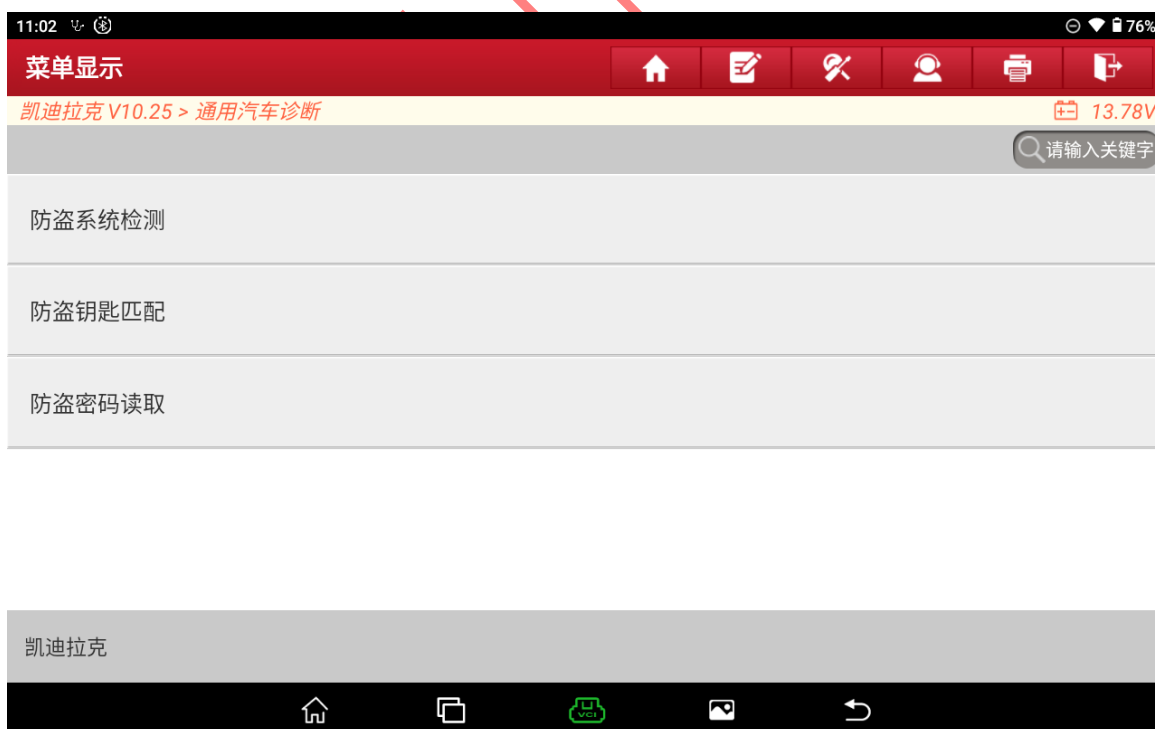 11:02 76%
菜单显示
凯迪拉克 V10.25 > 通用汽车诊断 13.78V
请输入关键字
防盗系统检测
防盗钥匙匹配
防盗密码读取
凯迪拉克
VCI